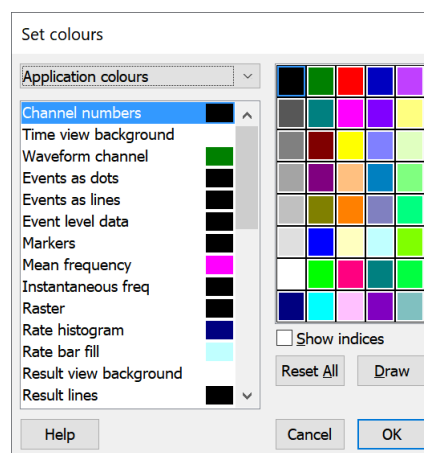 Set colours
Application colours
Channel numbers
Time view background
Waveform channel
Events as dots
Events as lines
Event level data
Markers
Mean frequency
Instantaneous freq
Raster
Rate histogram
Rate bar fill
Result view background
Result lines
Show indices
Reset All
Draw
Help
Cancel
OK